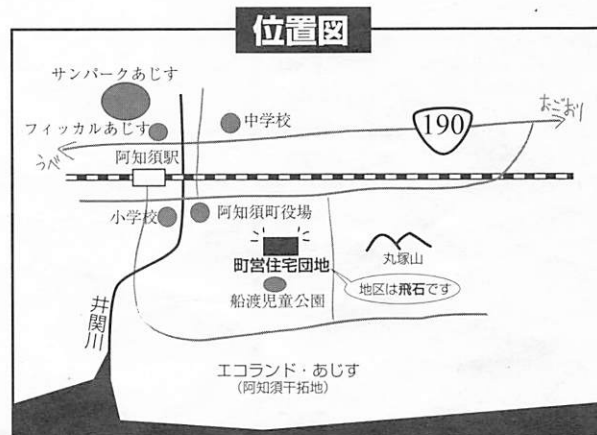 位置図
サンパークあじす
フィッカルあじす
中学校
190
おごおり
うべ
阿知須駅
小学校
阿知須町役場
町営住宅団地
丸塚山
船渡児童公園
地区は飛石です
井関川
エコランド・あじす
(阿知須干拓地)